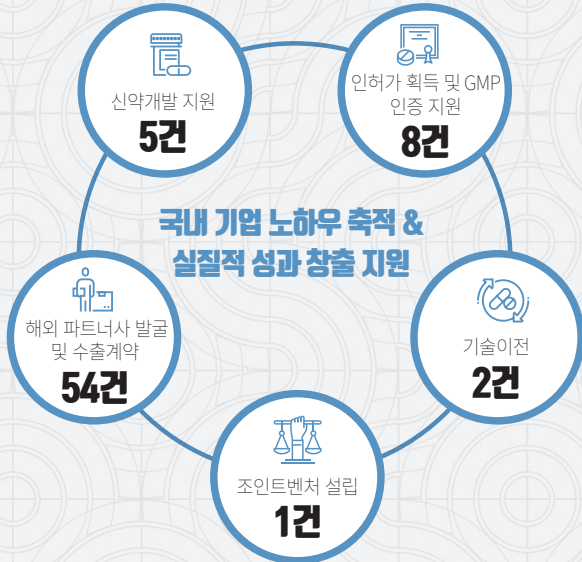 신약개발 지원
5건
인허가 획득 및 GMP
인증 지원
8건
국내 기업 노하우 축적 &
실질적 성과 창출 지원
해외 파트너사 발굴
및 수출계약
54건
기술이전
2건
조인트벤처 설립
1건